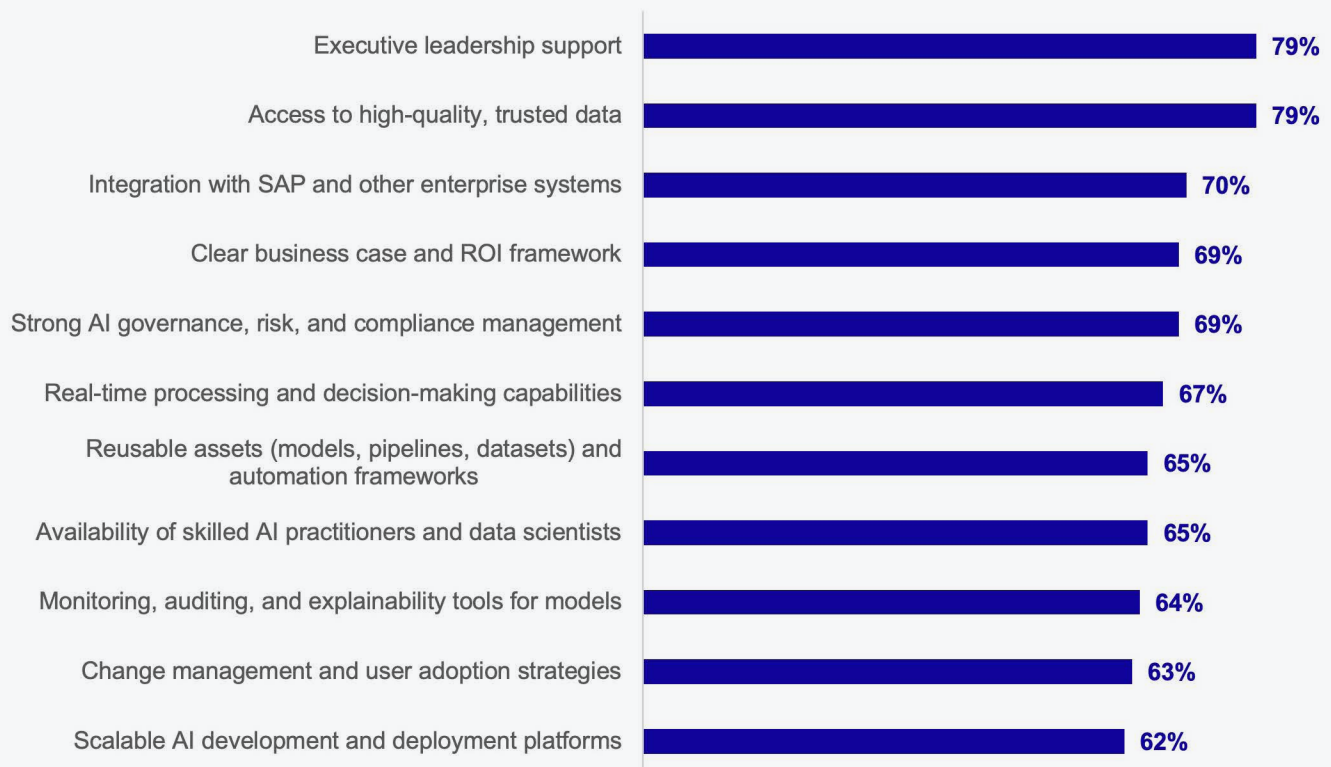 Executive leadership support 79%
Access to high-quality, trusted data 79%
Integration with SAP and other enterprise systems 70%
Clear business case and ROI framework 69%
Strong AI governance, risk, and compliance management 69%
Real-time processing and decision-making capabilities 67%
Reusable assets (models, pipelines, datasets) and
automation frameworks 65%
Availability of skilled AI practitioners and data scientists 65%
Monitoring, auditing, and explainability tools for models 64%
Change management and user adoption strategies 63%
Scalable AI development and deployment platforms 62%